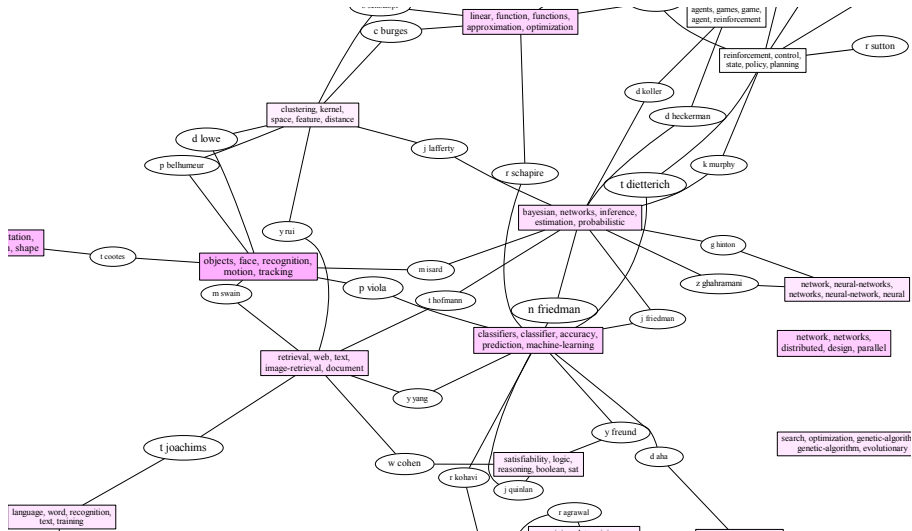 linear, function, functions,
approximation, optimization
agents, games, game,
agent, reinforcement
c burges
r sutton
reinforcement, control,
state, policy, planning
d koller
clustering, kernel,
space, feature, distance
d heckerman
d lowe
j lafferty
p belhumeur
k murphy
r schapire
t dietterich
bayesian, networks, inference,
estimation, probabilistic
y rui
tation,
, shape
g hinton
t cootes
objects, face, recognition,
motion, tracking
m isard
z ghahramani
p viola
m swain
t hofmann
network, neural-networks,
networks, neural-network, neural
n friedman
j friedman
classifiers, classifier, accuracy,
prediction, machine-learning
network, networks,
distributed, design, parallel
retrieval, web, text,
image-retrieval, document
y yang
y freund
t joachims
search, optimization, genetic-algorith
genetic-algorithm, evolutionary
d aha
w cohen
satisfiability, logic,
reasoning, boolean, sat
r kohavi
j quinlan
r agrawal
language, word, recognition,
text, training